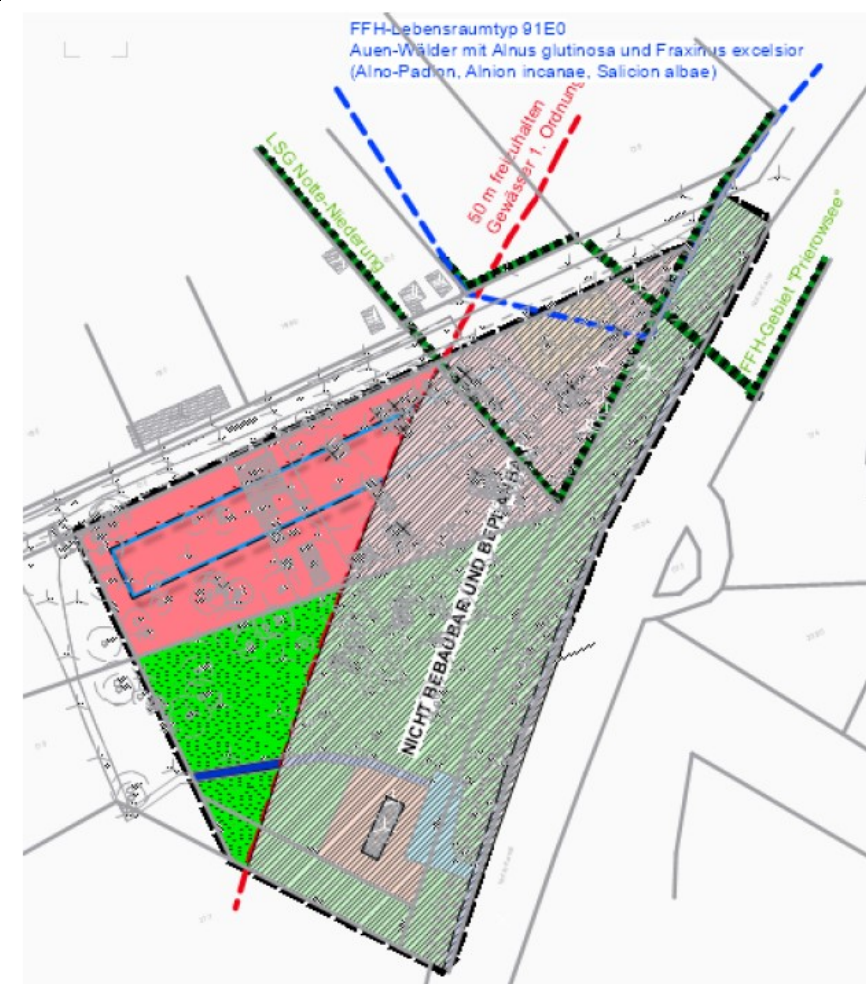 FFH-Lebensraumtyp 91E0
Auen-Wälder mit Alnus glutinosa und Fraxinus excelsior
(Alno-Padion, Alnion incanae, Salicion albae)
50 m freizuhalten
Gewässer 1. Ordnung
LSG Notte-Niederung
FFH-Gebiet "Prierowsee"
NICHT BEBAUBAR UND BEPLANBAR